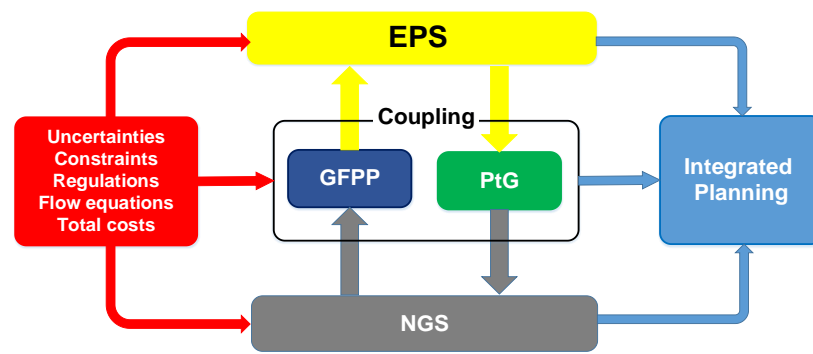 EPS
Coupling
Uncertainties
Constraints
Regulations
Flow equations
Total costs
GFPP
PtG
Integrated
Planning
NGS